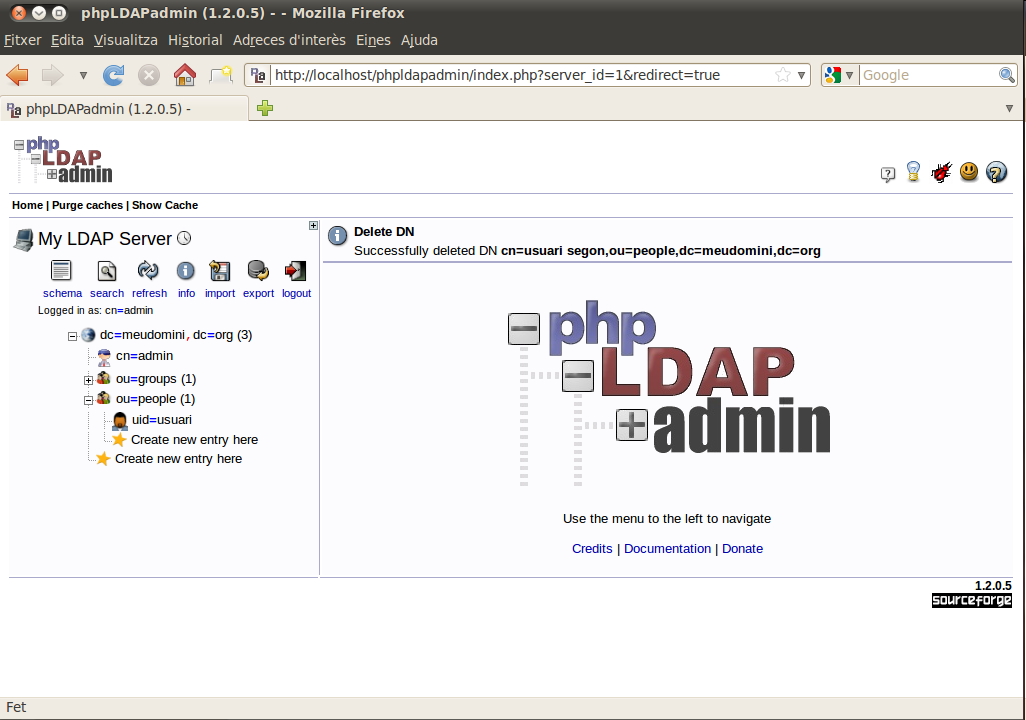 phpLDAPadmin (1.2.0.5) - - Mozilla Firefox
Fitxer Edita Visualitza Historial Adreces d'interès Eines Ajuda
http://localhost/phpldapadmin/index.php?server_id=1&redirect=true
Google
phpLDAPadmin (1.2.0.5) -
php
LDAP
admin
Home | Purge caches | Show Cache
My LDAP Server
schema search refresh info import export logout
Logged in as: cn=admin
dc=meudomini, dc=org (3)
cn=admin
ou=groups (1)
ou=people (1)
uid=usuari
Create new entry here
Create new entry here
Delete DN
Successfully deleted DN cn=usuari segon,ou=people,dc=meudomini,dc=org
php
LDAP
admin
Use the menu to the left to navigate
Credits | Documentation | Donate
1.2.0.5
sourceforge
Fet